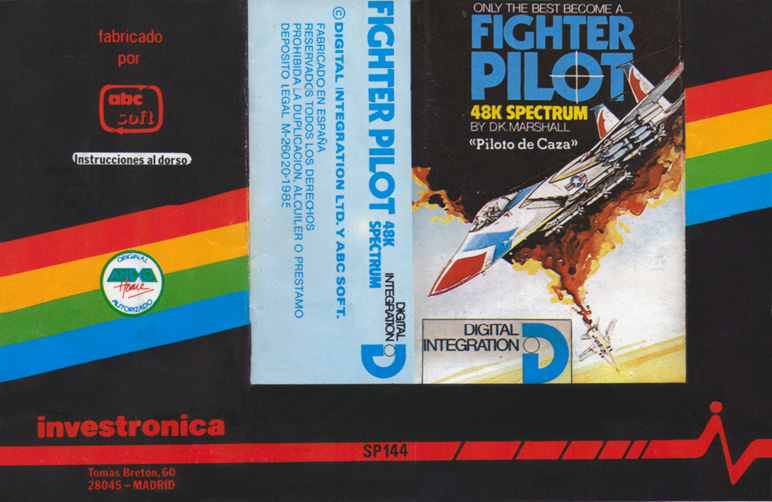 fabricado
por
abc
soft
Instrucciones al dorso
ORIGINAL
ANEXO
Home
AUTORIZADO
investronica
Tomas Bretón, 60
28045 – MADRID
SP144
FIGHTER PILOT 48K SPECTRUM
DIGITAL INTEGRATION
© DIGITAL INTEGRATION LTD. Y ABC SOFT.
FABRICADO EN ESPAÑA
RESERVADOS TODOS LOS DERECHOS
PROHIBIDA LA DUPLICACION, ALQUILER O PRESTAMO
DEPOSITO LEGAL M-26020-1985
ONLY THE BEST BECOME A...
FIGHTER
PILOT
48K SPECTRUM
BY D.K. MARSHALL
«Piloto de Caza»
DIGITAL
INTEGRATION